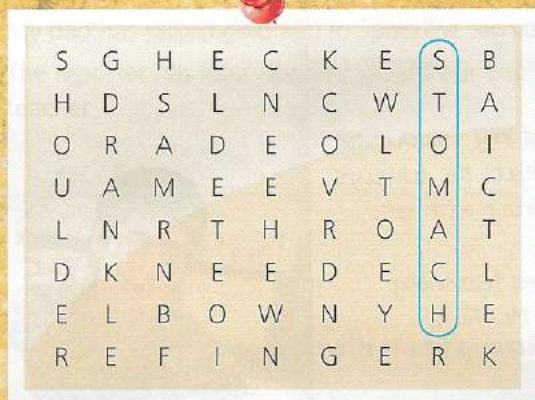 S G H E C K E S B
H D S L N C W T A
O R A D E O L O I
U A M E E V T M C
L N R T H R O A T
D K N E E D E C L
E L B O W N Y H E
R E F I N G E R K